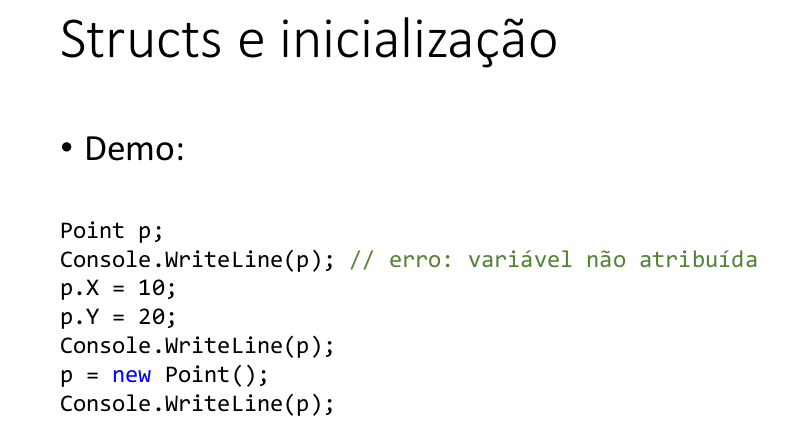 Structs e inicialização
• Demo:
Point p;
Console.WriteLine(p); // erro: variável não atribuída
p.X = 10;
p.Y = 20;
Console.WriteLine(p);
p = new Point();
Console.WriteLine(p);